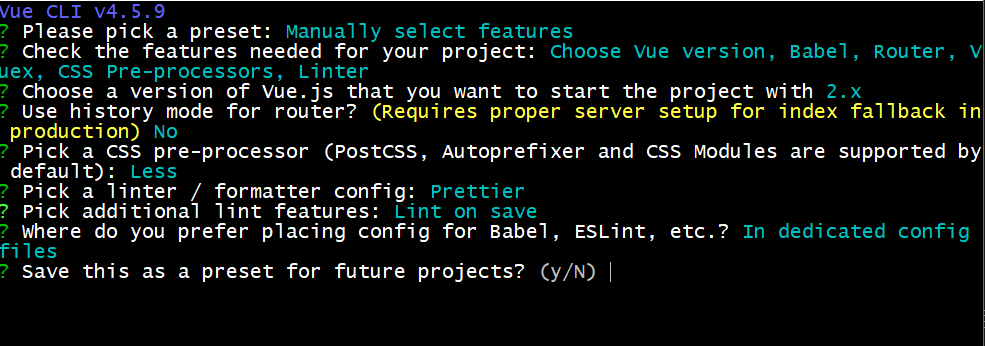 Vue CLI v4.5.9
? Please pick a preset: Manually select features
? Check the features needed for your project: Choose Vue version, Babel, Router, V
uex, CSS Pre-processors, Linter
? Choose a version of Vue.js that you want to start the project with 2.x
? Use history mode for router? (Requires proper server setup for index fallback in
 production) No
? Pick a CSS pre-processor (PostCSS, Autoprefixer and CSS Modules are supported by
 default): Less
? Pick a linter / formatter config: Prettier
? Pick additional lint features: Lint on save
? Where do you prefer placing config for Babel, ESLint, etc.? In dedicated config
files
? Save this as a preset for future projects? (y/N)